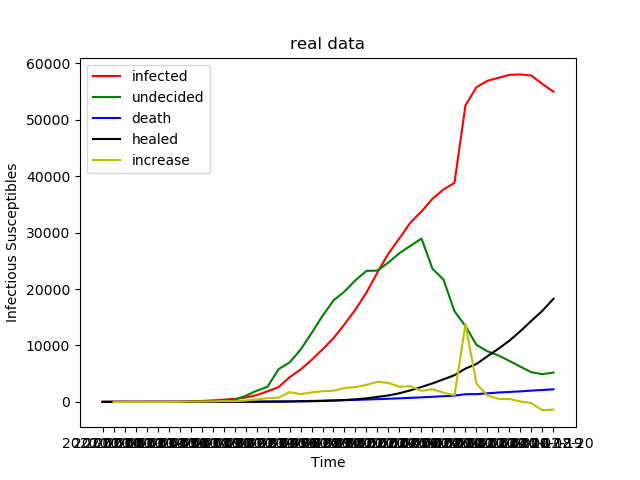 real data
infected
undecided
death
healed
increase
60000
50000
40000
30000
20000
10000
0
Infectious Susceptibles
Time